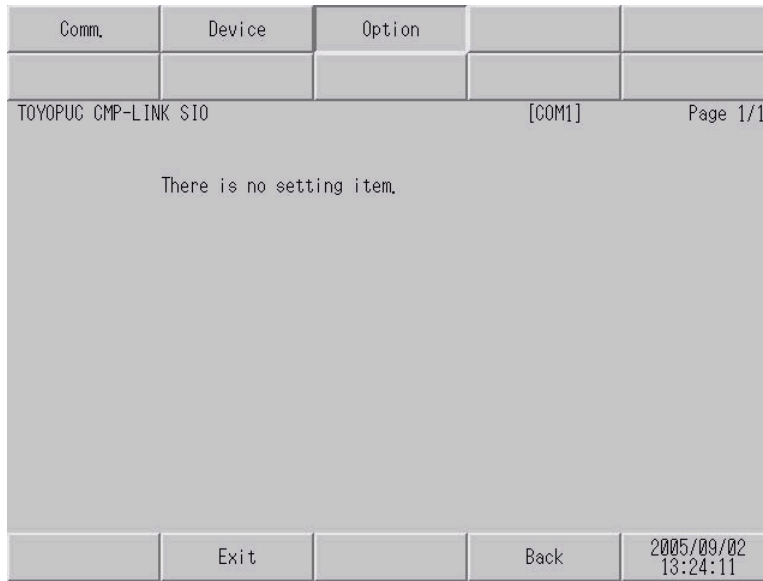 Comm. Device Option
TOYOPUC CMP-LINK SIO [COM1] Page 1/1
There is no setting item.
Exit Back 2005/09/02
13:24:11